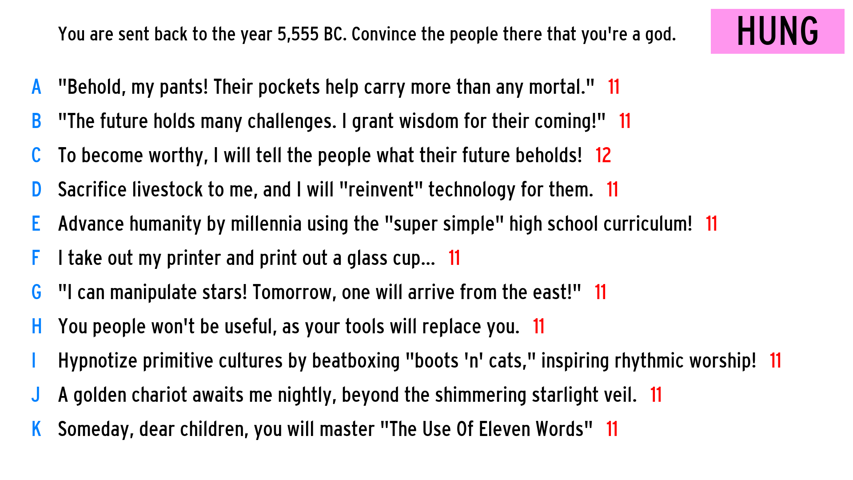 You are sent back to the year 5,555 BC. Convince the people there that you're a god.
HUNG
A "Behold, my pants! Their pockets help carry more than any mortal." 11
B "The future holds many challenges. I grant wisdom for their coming!" 11
C To become worthy, I will tell the people what their future beholds! 12
D Sacrifice livestock to me, and I will "reinvent" technology for them. 11
E Advance humanity by millennia using the "super simple" high school curriculum! 11
F I take out my printer and print out a glass cup... 11
G "I can manipulate stars! Tomorrow, one will arrive from the east!" 11
H You people won't be useful, as your tools will replace you. 11
I Hypnotize primitive cultures by beatboxing "boots 'n' cats," inspiring rhythmic worship! 11
J A golden chariot awaits me nightly, beyond the shimmering starlight veil. 11
K Someday, dear children, you will master "The Use Of Eleven Words" 11